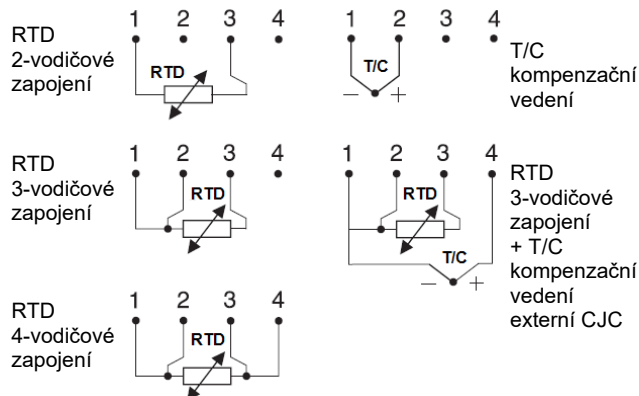 1 2 3 4
RTD
2-vodičové
zapojení
RTD
1 2 3 4
T/C
– +
T/C
kompenzační
vedení
RTD
3-vodičové
zapojení
1 2 3 4
RTD
1 2 3 4
RTD
T/C
– +
RTD
3-vodičové
zapojení
+ T/C
kompenzační
vedení
externí CJC
RTD
4-vodičové
zapojení
1 2 3 4
RTD